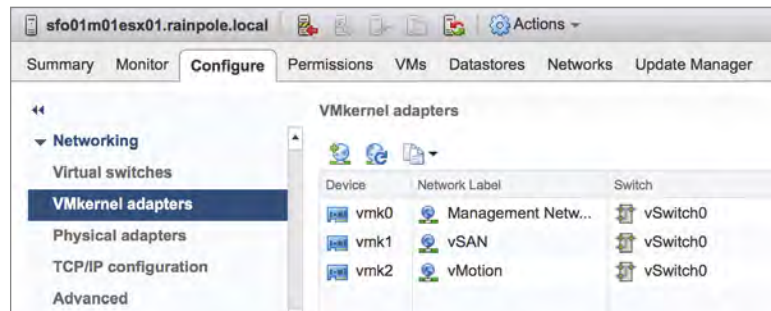 sfo01m01esx01.rainpole.local Actions
Summary Monitor Configure Permissions VMs Datastores Networks Update Manager
VMkernel adapters
Networking
Virtual switches
VMkernel adapters
Physical adapters
TCP/IP configuration
Advanced
Device Network Label Switch
vmk0 Management Netw... vSwitch0
vmk1 vSAN vSwitch0
vmk2 vMotion vSwitch0